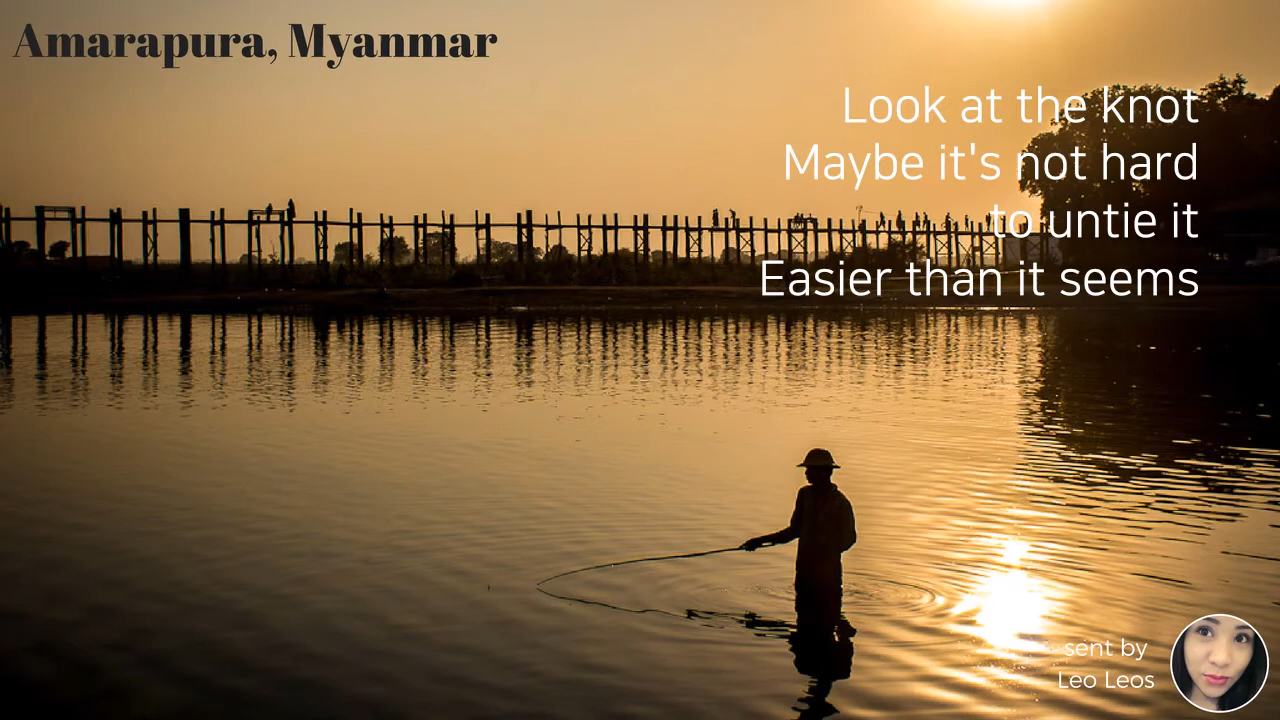 Amarapura, Myanmar
Look at the knot
Maybe it's not hard
to untie it
Easier than it seems
sent by
Leo Leos